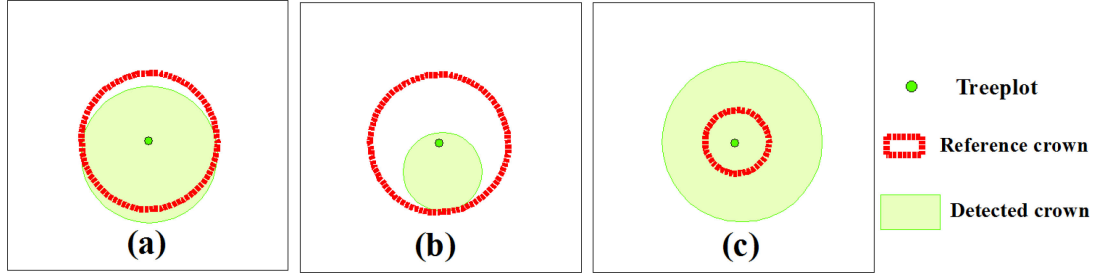 (a)
(b)
(c)
Treeplot
Reference crown
Detected crown